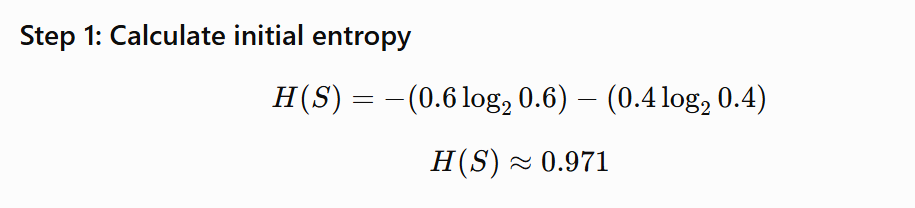 Step 1: Calculate initial entropy
H(S) = −(0.6 log₂ 0.6) − (0.4 log₂ 0.4)
H(S) ≈ 0.971